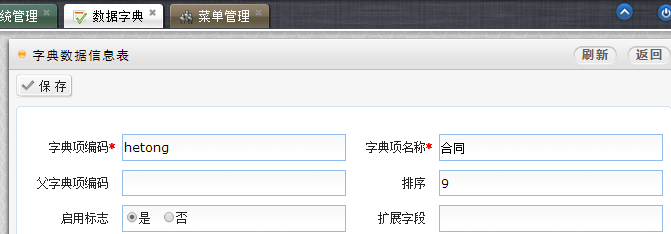 统管理 数据字典 菜单管理
字典数据信息表 刷新 返回
保存
字典项编码* hetong 字典项名称* 合同
父字典项编码 排序 9
启用标志 是 否 扩展字段